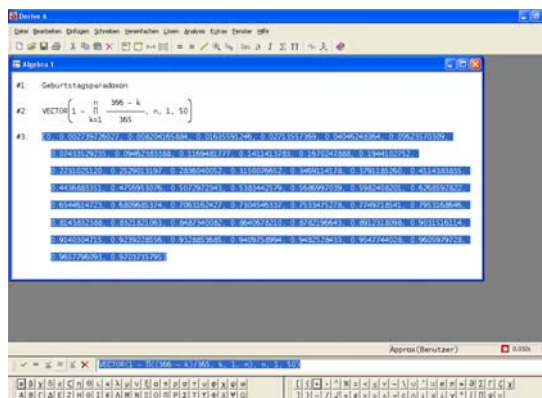 Derive 6
Datei Bearbeiten Einfügen Schreiben Vereinfachen Lösen Analysis Extras Fenster Hilfe
Algebra 1
#1: Geburtstagsparadoxon
#2: VECTOR(1 - n Π k=1 366 - k 365, n, 1, 50)
#3: [0, 0.002739726027, 0.008204165884, 0.01635591246, 0.02713557369, 0.04046248364, 0.05623570309,
0.07433529235, 0.09462383388, 0.1169481777, 0.1411413783, 0.1670247888, 0.1944102752,
0.2231025120, 0.2529013197, 0.2836040052, 0.3150076652, 0.3469114178, 0.3791185260, 0.4114383835,
0.4436883351, 0.4756953076, 0.5072972343, 0.5383442579, 0.5686997039, 0.5982408201, 0.6268592822,
0.6544614723, 0.6809685374, 0.7063162427, 0.7304546337, 0.7533475278, 0.7749718541, 0.7953168646,
0.8143832388, 0.8321821063, 0.8487340082, 0.8640678210, 0.8782196643, 0.8912318098, 0.9031516114,
0.9140304715, 0.9239228556, 0.9328853685, 0.9409758994, 0.9482528433, 0.9547744028, 0.9605979728,
0.9657796093, 0.9703735795]
Approx(Benutzer)
VECTOR(1 - Π((366 - k)/365, k, 1, n), n, 1, 50)